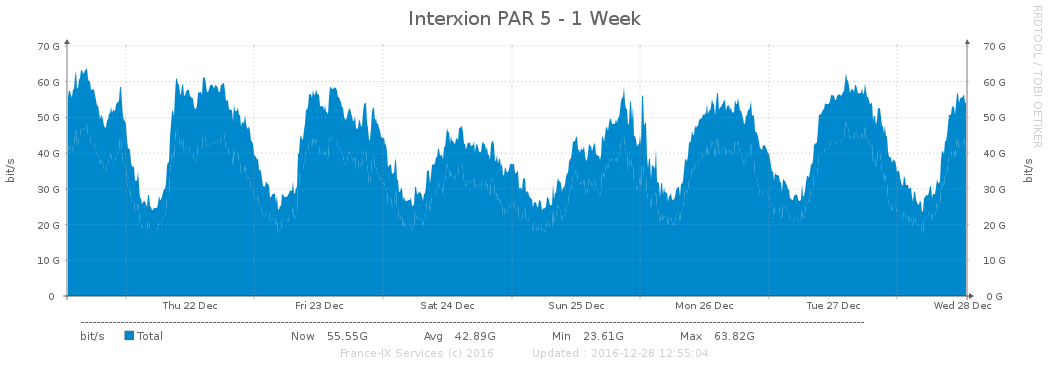 Interxion PAR 5 - 1 Week
RRDTOOL / TOBI OETIKER
70 G 70 G
60 G 60 G
50 G 50 G
40 G 40 G
30 G 30 G
20 G 20 G
10 G 10 G
0 0 G
bit/s bit/s
Thu 22 Dec Fri 23 Dec Sat 24 Dec Sun 25 Dec Mon 26 Dec Tue 27 Dec Wed 28 Dec
bit/s Total Now 55.55G Avg 42.89G Min 23.61G Max 63.82G
France-IX Services (c) 2016 Updated : 2016-12-28 12:55:04